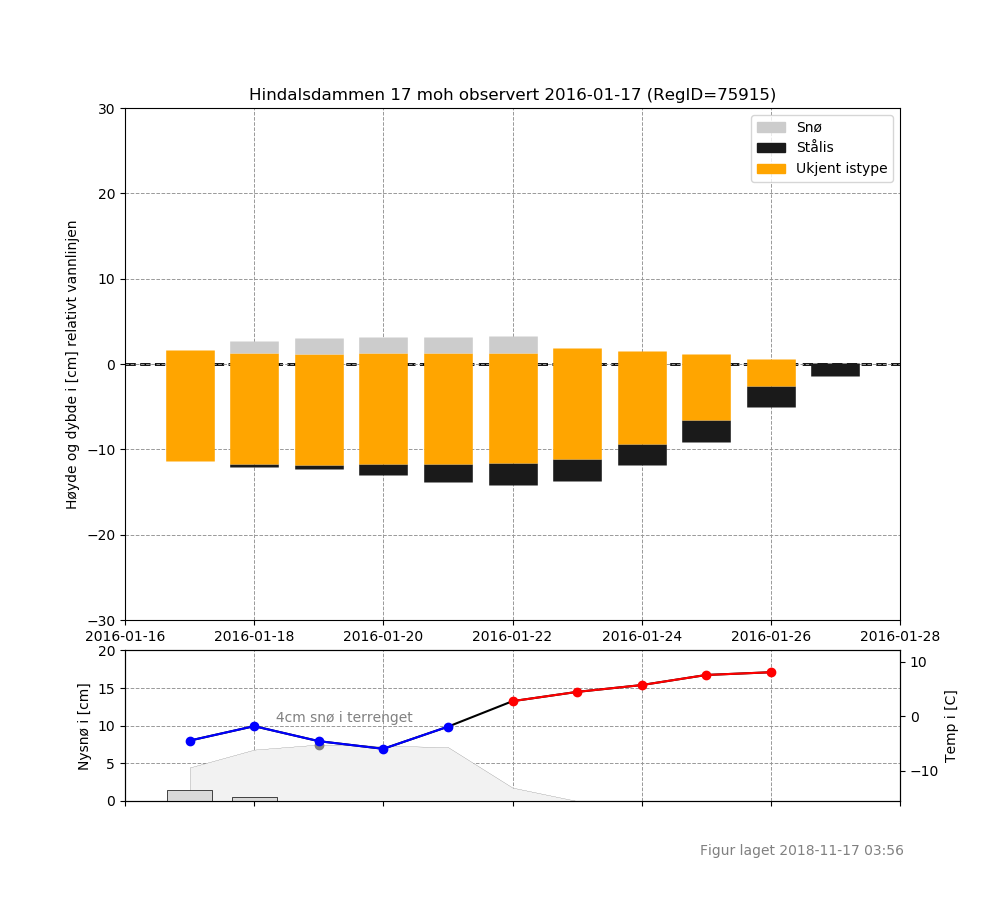 Hindalsdammen 17 moh observert 2016-01-17 (RegID=75915)
Snø
Stålis
Ukjent istype
Høyde og dybde i [cm] relativt vannlinjen
30
20
10
0
−10
−20
−30
2016-01-16 2016-01-18 2016-01-20 2016-01-22 2016-01-24 2016-01-26 2016-01-28
Nysnø i [cm]
20
15
10
5
0
4cm snø i terrenget
10
0
−10
Temp i [C]
Figur laget 2018-11-17 03:56